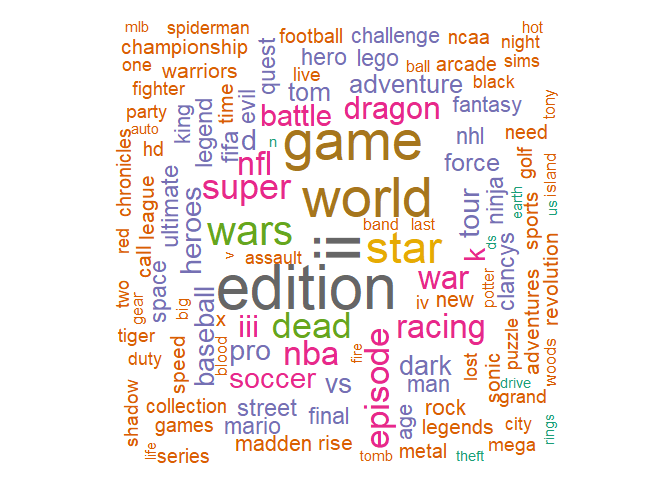 mlb
spiderman
hot
championship
football
challenge
ncaa
night
one
warriors
quest
hero
lego
ball
arcade
sims
fighter
live
adventure
black
party
king
legend
time
evil
tom
battle
dragon
fantasy
tony
auto
fifa
d
n
game
nhl
need
hd
nfl
force
golf
chronicles
league
ultimate
heroes
super
world
tour
ninja
earth
us
island
red
call
space
wars
band
last
star
k
ds
clancys
sports
>
assault
:=
war
potter
adventures
revolution
two
gear
big
baseball
x
edition
iv
new
iii
dead
episode
racing
puzzle
tiger
blood
pro
nba
fire
dark
lost
sonic
woods
duty
speed
soccer
vs
man
drive
grand
shadow
collection
street
final
age
rock
games
mario
legends
city
rings
life
series
madden
rise
tomb
metal
theft
mega